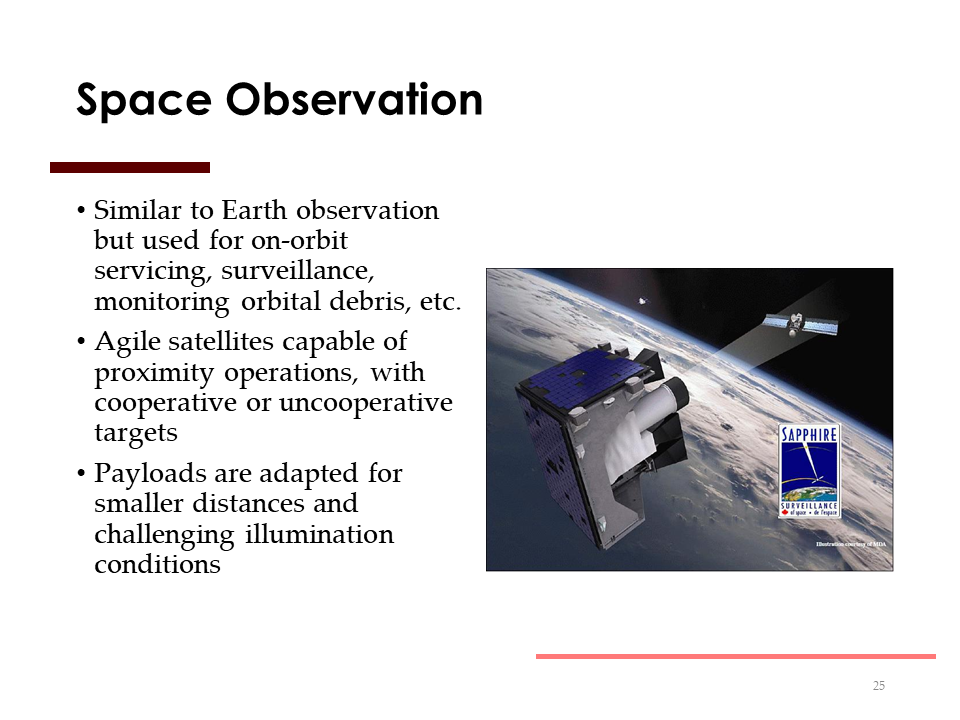 Space Observation
• Similar to Earth observation
but used for on-orbit
servicing, surveillance,
monitoring orbital debris, etc.
• Agile satellites capable of
proximity operations, with
cooperative or uncooperative
targets
• Payloads are adapted for
smaller distances and
challenging illumination
conditions
SAPPHIRE
SURVEILLANCE
of space • de l'espace
Illustration courtesy of MDA
25